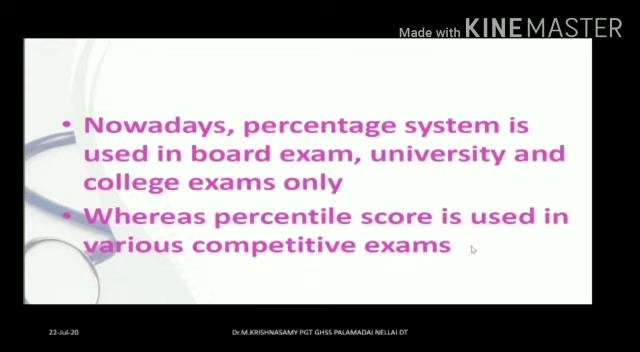 Made with KINEMASTER
• Nowadays, percentage system is
used in board exam, university and
college exams only
• Whereas percentile score is used in
various competitive exams
22-Jul-20
Dr.M.KRISHNASAMY PGT GHSS PALAMADAI NELLAI DT